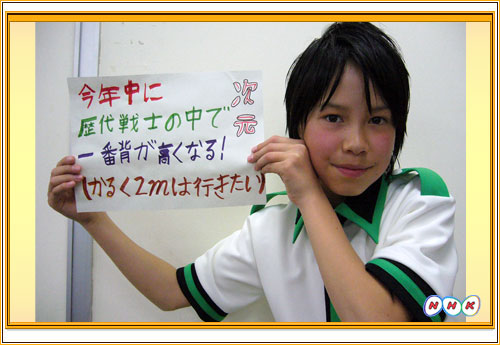 次元
今年中に
歴代戦士の中で
一番背が高くなる!
(かるく2mは行きたい)
NHK